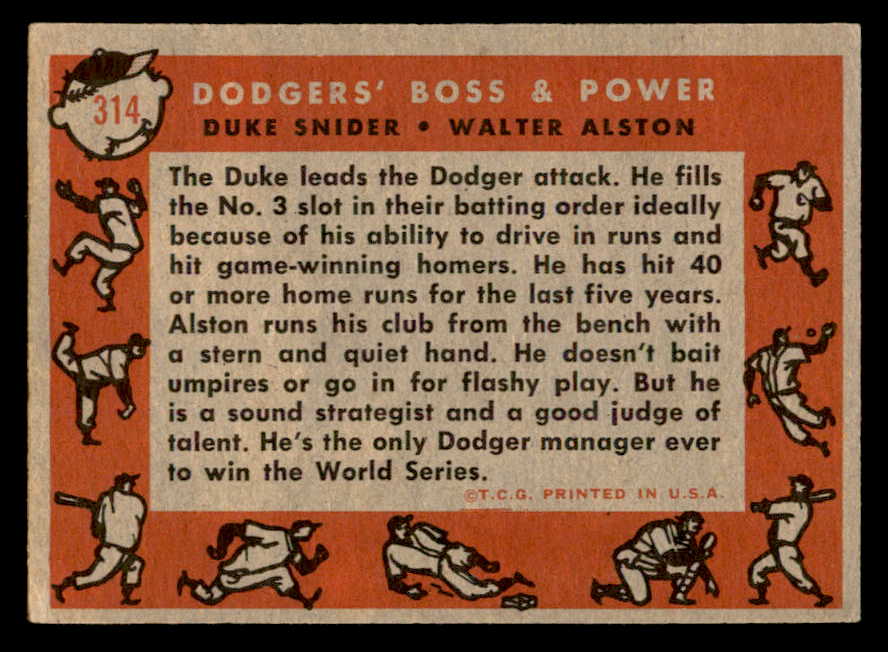 314
DODGERS' BOSS & POWER
DUKE SNIDER • WALTER ALSTON
The Duke leads the Dodger attack. He fills
the No. 3 slot in their batting order ideally
because of his ability to drive in runs and
hit game-winning homers. He has hit 40
or more home runs for the last five years.
Alston runs his club from the bench with
a stern and quiet hand. He doesn't bait
umpires or go in for flashy play. But he
is a sound strategist and a good judge of
talent. He's the only Dodger manager ever
to win the World Series.
©T.C.G. PRINTED IN U.S.A.